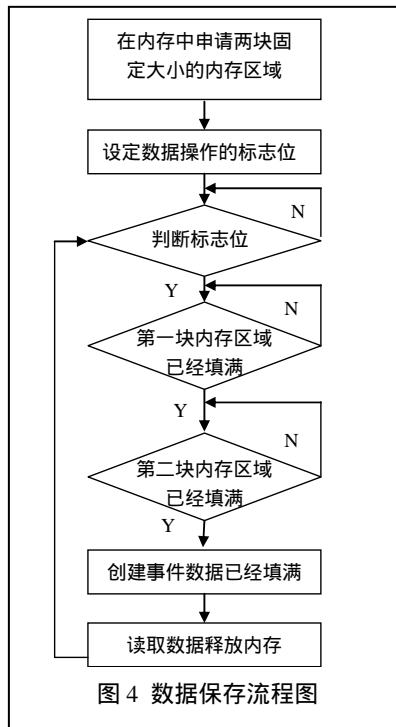 在内存中申请两块固
定大小的内存区域
设定数据操作的标志位
N
判断标志位
Y
N
第一块内存区域
已经填满
Y
N
第二块内存区域
已经填满
Y
创建事件数据已经填满
读取数据释放内存
图 4 数据保存流程图